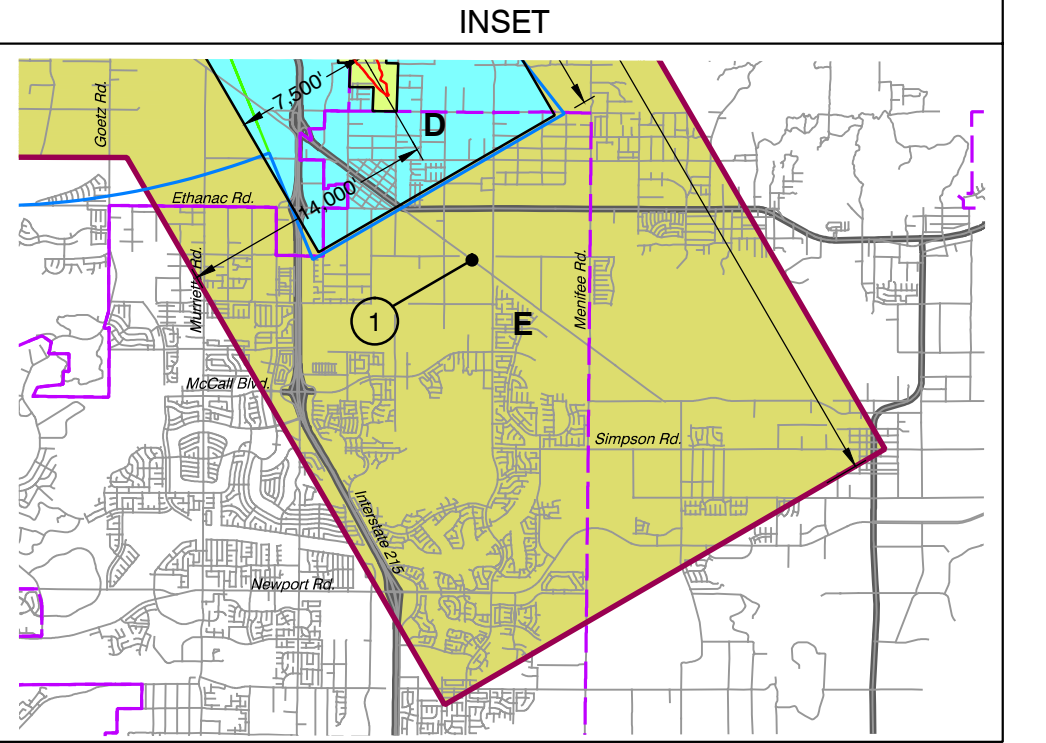 INSET
Goetz Rd.
7,500'
D
14,000'
Ethanac Rd.
Murrieta Rd.
Menifee Rd.
1
E
McCall Blvd.
Simpson Rd.
Interstate 215
Newport Rd.